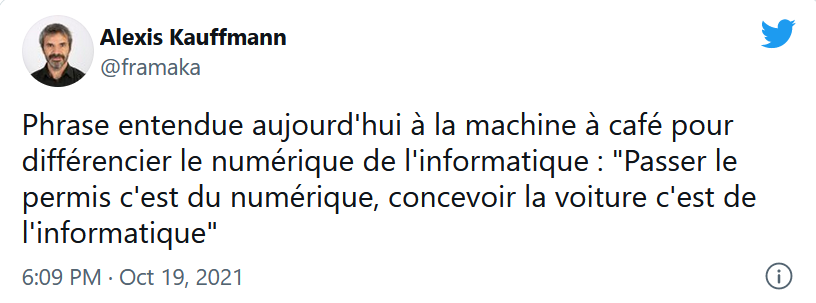 Alexis Kauffmann
@framaka
Phrase entendue aujourd'hui à la machine à café pour
différencier le numérique de l'informatique : "Passer le
permis c'est du numérique, concevoir la voiture c'est de
l'informatique"
6:09 PM · Oct 19, 2021